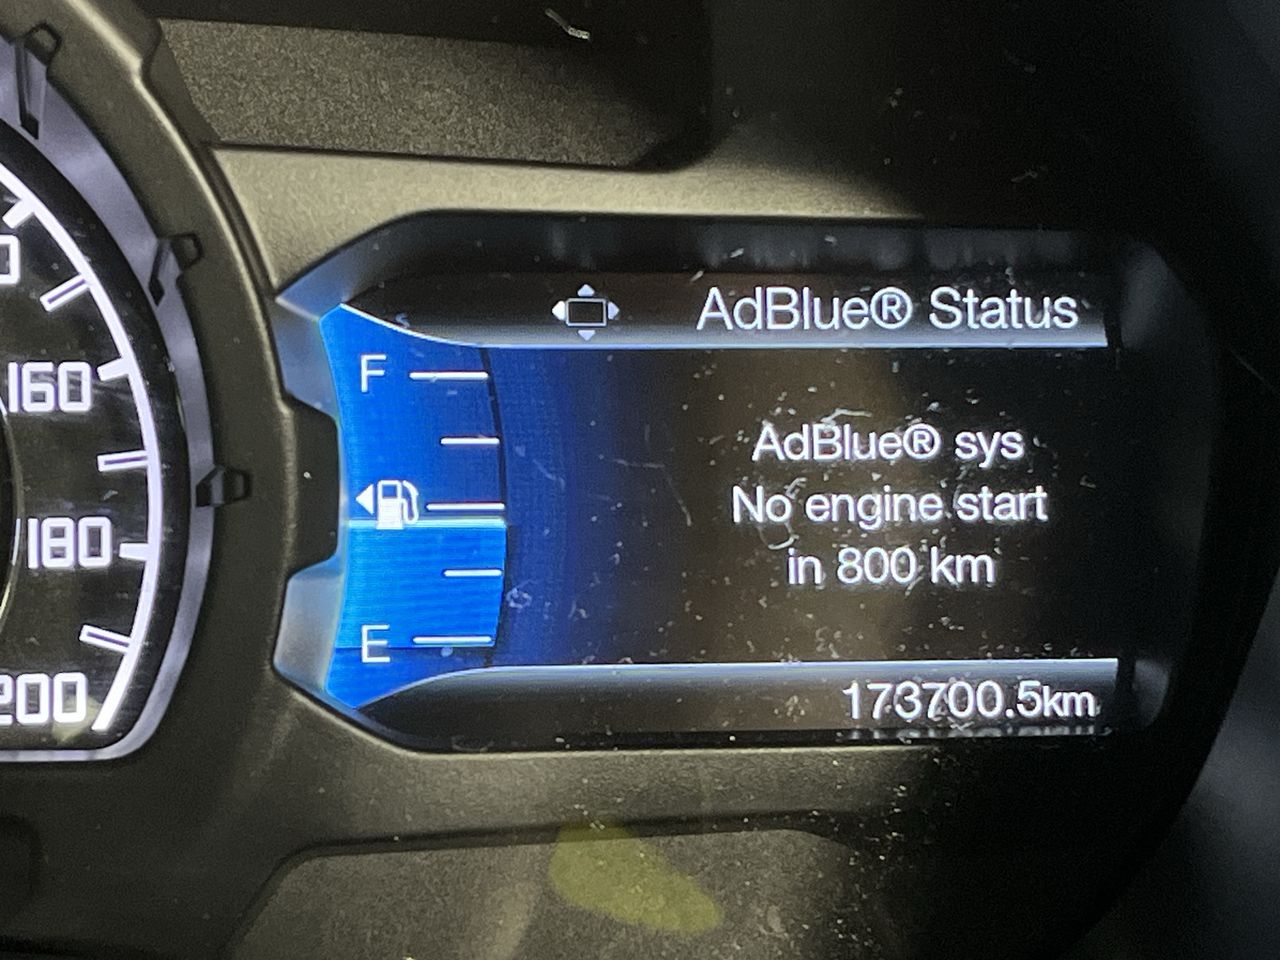 AdBlue® Status
F
AdBlue® sys
No engine start
in 800 km
E
173700.5km
160
180
200